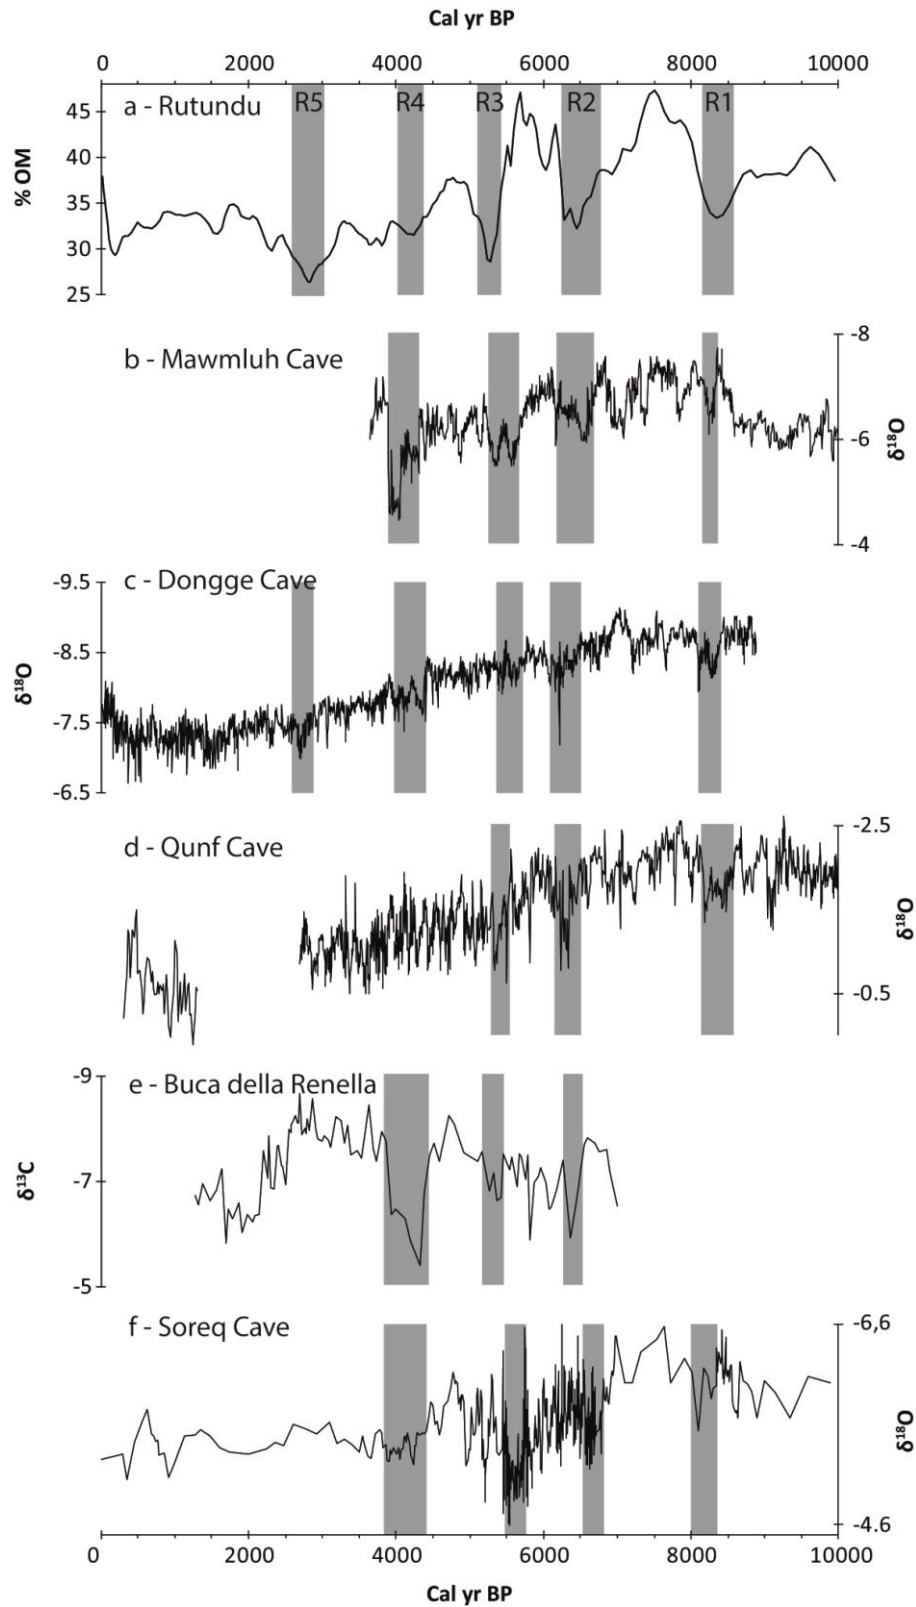 Cal yr BP
0 2000 4000 6000 8000 10000
a - Rutundu R5 R4 R3 R2 R1
% OM
45
40
35
30
25
b - Mawmluh Cave
-8
-6
-4
δ18O
c - Dongge Cave
-9.5
-8.5
-7.5
-6.5
δ18O
d - Qunf Cave
-2.5
-0.5
δ18O
e - Buca della Renella
-9
-7
-5
δ13C
f - Soreq Cave
-6,6
-4.6
δ18O
0 2000 4000 6000 8000 10000
Cal yr BP